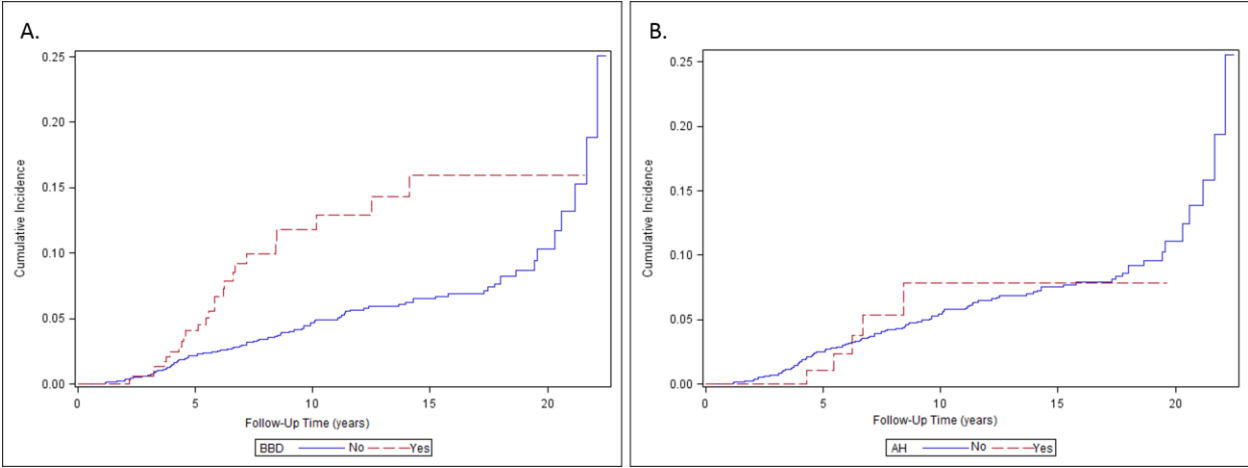 A.
0.25
0.20
0.15
0.10
0.05
0.00
Cumulative Incidence
0 5 10 15 20
Follow-Up Time (years)
BBD No Yes
B.
0.25
0.20
0.15
0.10
0.05
0.00
Cumulative Incidence
0 5 10 15 20
Follow-Up Time (years)
AH No Yes